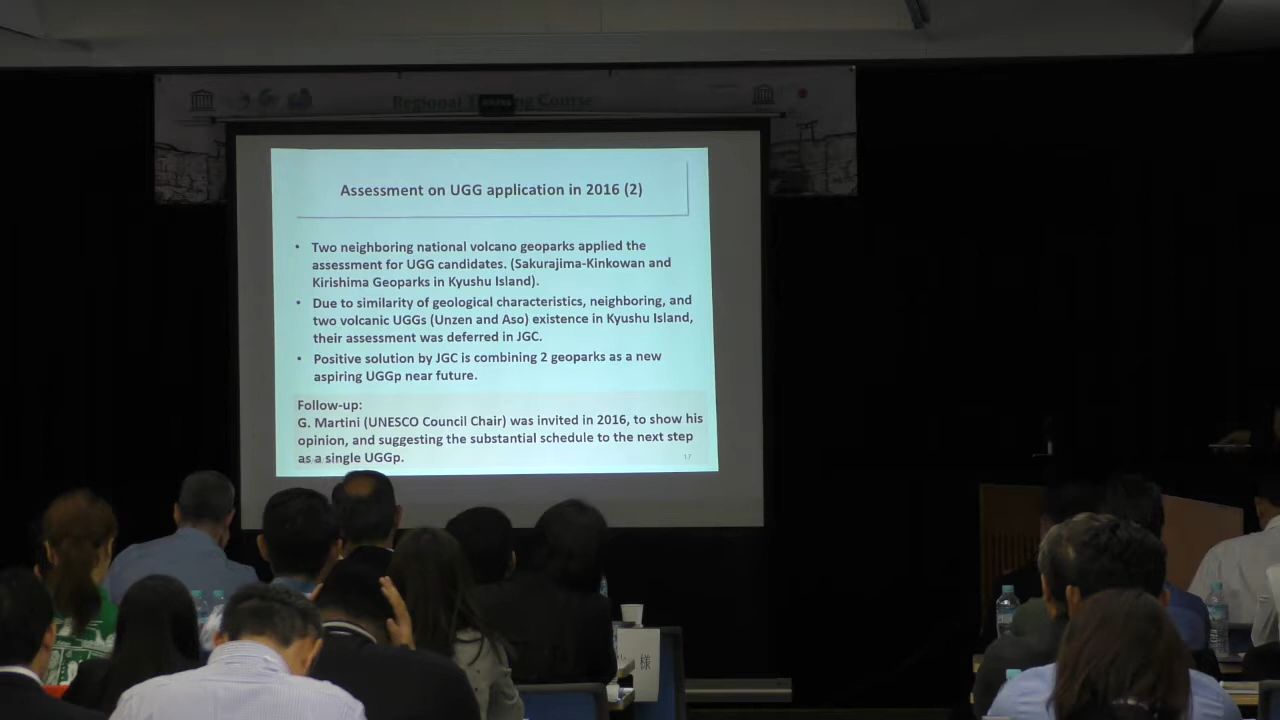 Regional Course
Assessment on UGG application in 2016 (2)
• Two neighboring national volcano geoparks applied the
assessment for UGG candidates. (Sakurajima-Kinkowan and
Kirishima Geoparks in Kyushu Island).
• Due to similarity of geological characteristics, neighboring, and
two volcanic UGGs (Unzen and Aso) existence in Kyushu Island,
their assessment was deferred in JGC.
• Positive solution by JGC is combining 2 geoparks as a new
aspiring UGGp near future.
Follow-up:
G. Martini (UNESCO Council Chair) was invited in 2016, to show his
opinion, and suggesting the substantial schedule to the next step
as a single UGGp.
17
様